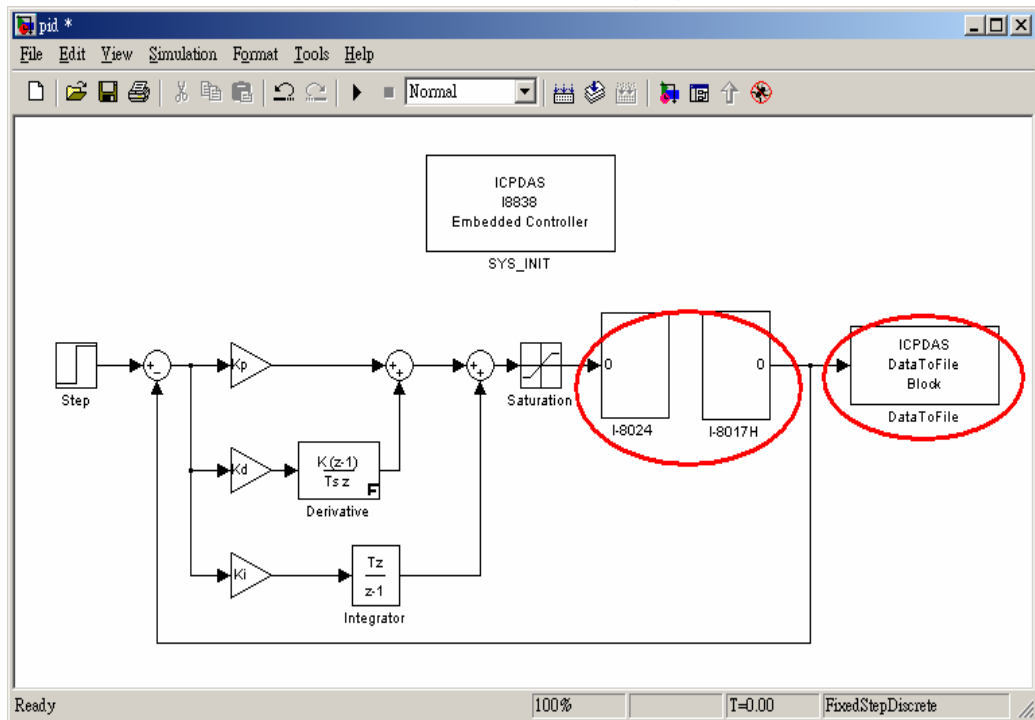 pid *
File Edit View Simulation Format Tools Help
Normal
ICPDAS
I8838
Embedded Controller
SYS_INIT
Step
+
−
Kp
+
+
+
+
Saturation
0
I-8024
0
I-8017H
ICPDAS
DataToFile
Block
DataToFile
Kd
K (z-1)
Ts z
F
Derivative
Ki
Tz
z-1
Integrator
Ready 100% T=0.00 FixedStepDiscrete